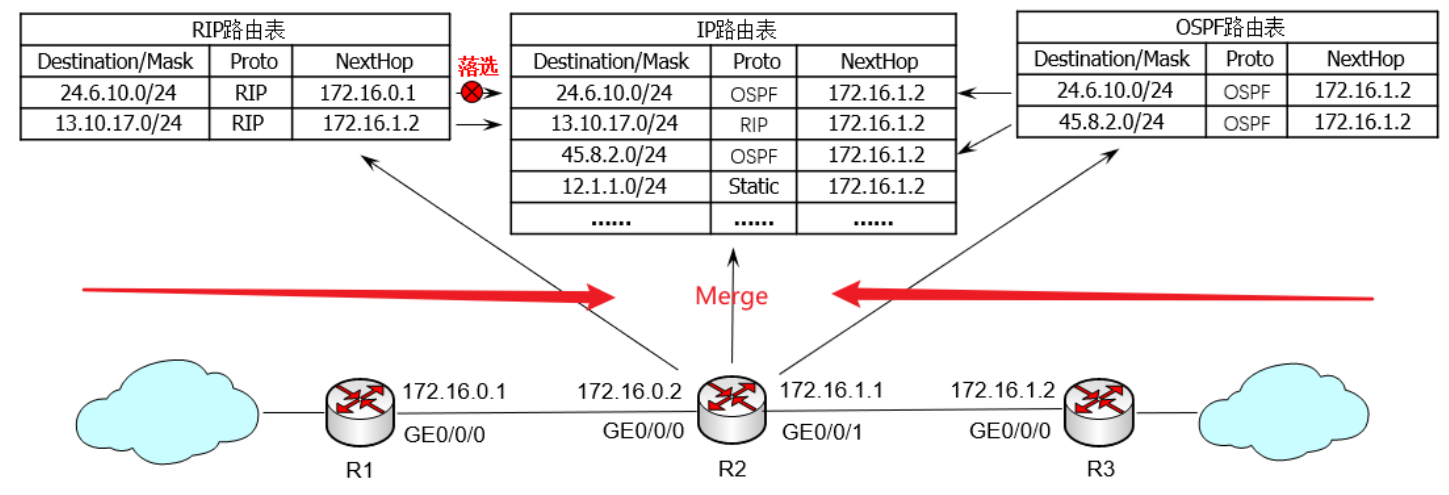 RIP路由表
Destination/Mask Proto NextHop
24.6.10.0/24 RIP 172.16.0.1
13.10.17.0/24 RIP 172.16.1.2
落选
IP路由表
Destination/Mask Proto NextHop
24.6.10.0/24 OSPF 172.16.1.2
13.10.17.0/24 RIP 172.16.1.2
45.8.2.0/24 OSPF 172.16.1.2
12.1.1.0/24 Static 172.16.1.2
...... ...... ......
OSPF路由表
Destination/Mask Proto NextHop
24.6.10.0/24 OSPF 172.16.1.2
45.8.2.0/24 OSPF 172.16.1.2
Merge
172.16.0.1 172.16.0.2 172.16.1.1 172.16.1.2
GE0/0/0 GE0/0/0 GE0/0/1 GE0/0/0
R1 R2 R3